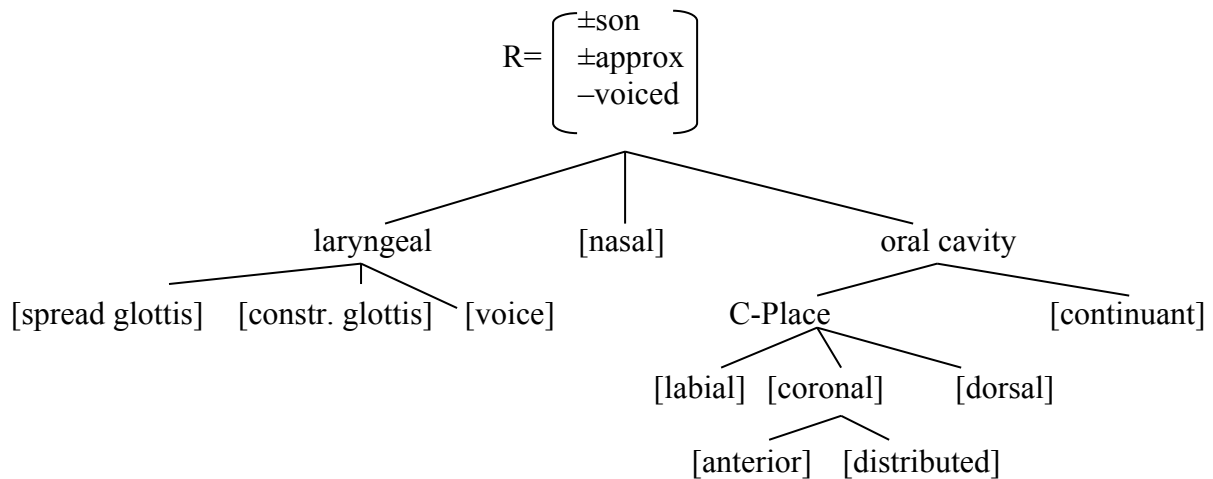 ±son
R= ±approx
–voiced
laryngeal [nasal] oral cavity
[spread glottis] [constr. glottis] [voice] C-Place [continuant]
[labial] [coronal] [dorsal]
[anterior] [distributed]